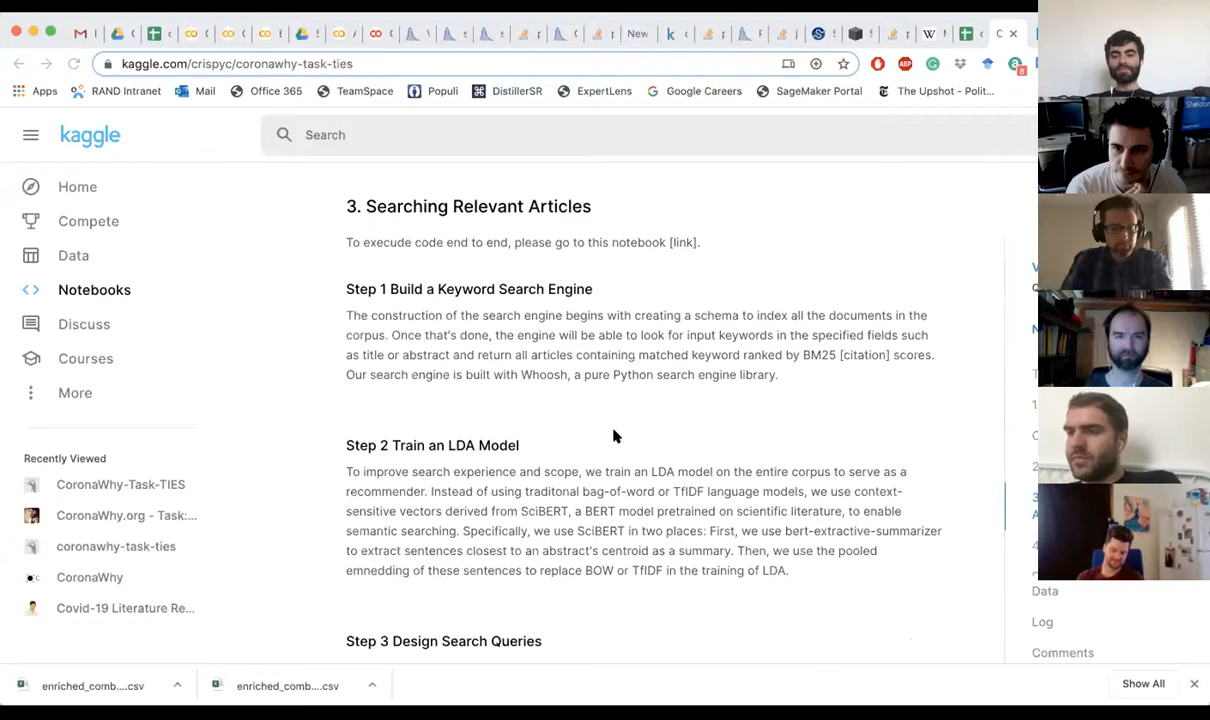 New
kaggle.com/crispyc/coronawhy-task-ties
Apps
RAND Intranet
Mail
Office 365
TeamSpace
Populi
DistillerSR
ExpertLens
Google Careers
SageMaker Portal
The Upshot - Polit...
kaggle
Search
Home
Compete
Data
Notebooks
Discuss
Courses
More
Recently Viewed
CoronaWhy-Task-TIES
CoronaWhy.org - Task:...
coronawhy-task-ties
CoronaWhy
Covid-19 Literature Re...
3. Searching Relevant Articles
To execute code end to end, please go to this notebook [link].
Step 1 Build a Keyword Search Engine
The construction of the search engine begins with creating a schema to index all the documents in the
corpus. Once that's done, the engine will be able to look for input keywords in the specified fields such
as title or abstract and return all articles containing matched keyword ranked by BM25 [citation] scores.
Our search engine is built with Whoosh, a pure Python search engine library.
Step 2 Train an LDA Model
To improve search experience and scope, we train an LDA model on the entire corpus to serve as a
recommender. Instead of using traditonal bag-of-word or TfIDF language models, we use context-
sensitive vectors derived from SciBERT, a BERT model pretrained on scientific literature, to enable
semantic searching. Specifically, we use SciBERT in two places: First, we use bert-extractive-summarizer
to extract sentences closest to an abstract's centroid as a summary. Then, we use the pooled
emnedding of these sentences to replace BOW or TfIDF in the training of LDA.
Step 3 Design Search Queries
Data
Log
Comments
enriched_comb....csv
enriched_comb....csv
Show All